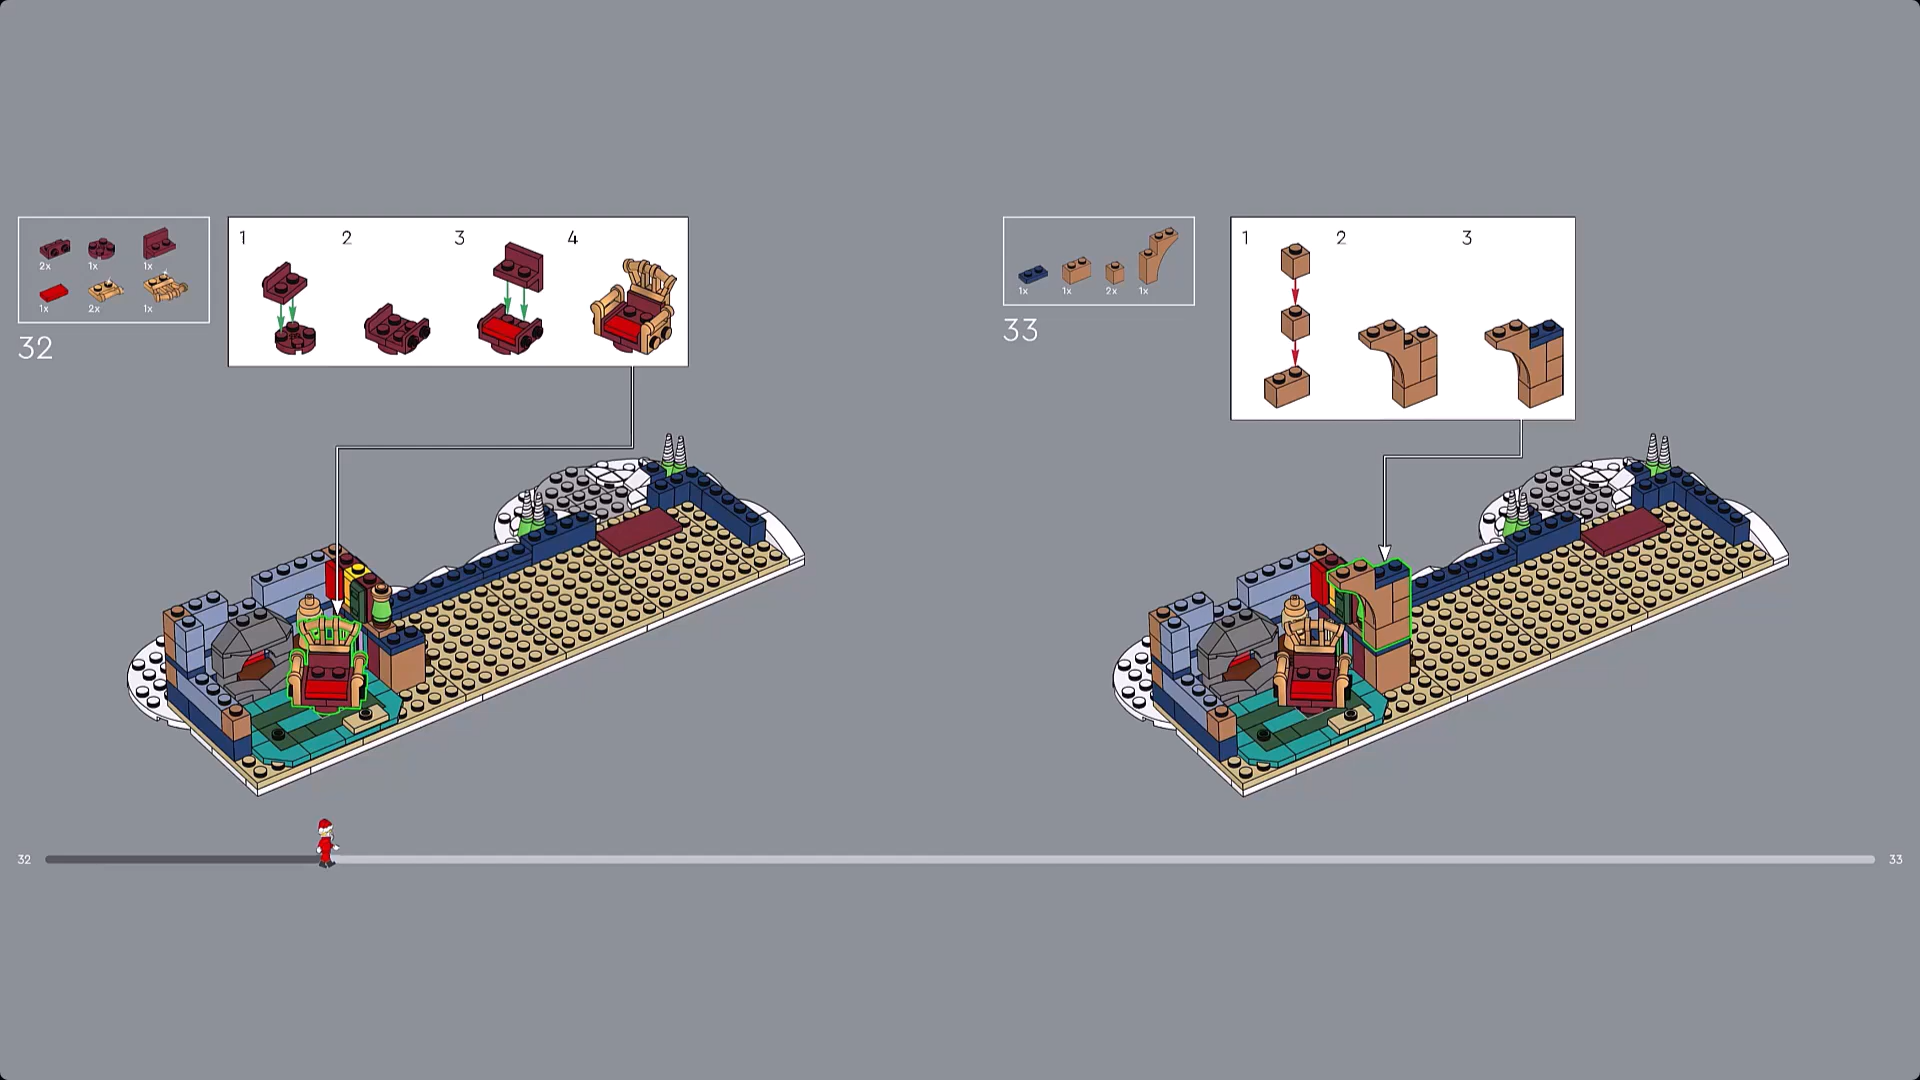 1 2 3 4
2x 1x 1x
1x 2x 1x
32
1 2 3
1x 1x 2x 1x
33
32 33